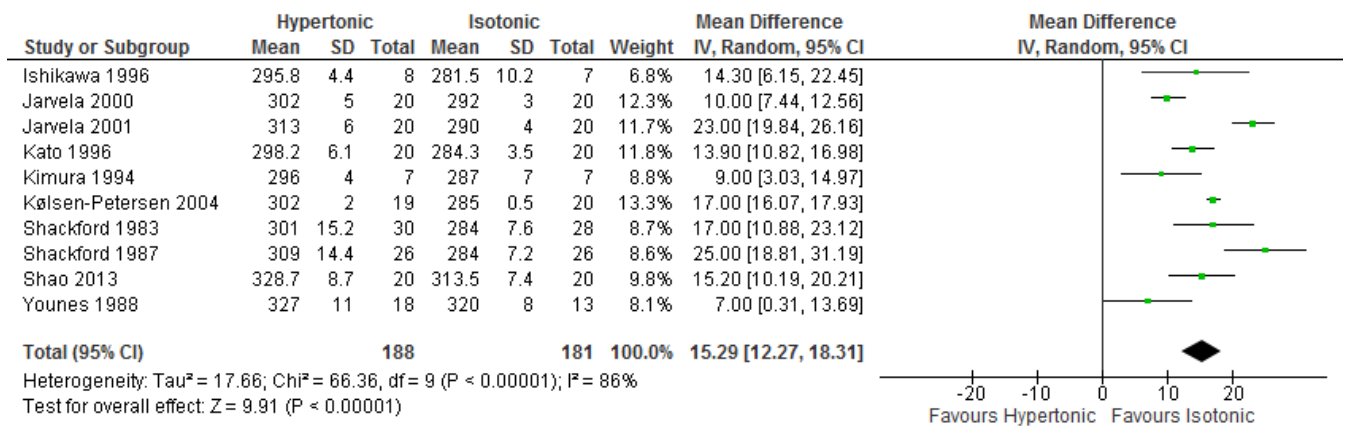 Hypertonic Isotonic Mean Difference Mean Difference
Study or Subgroup Mean SD Total Mean SD Total Weight IV, Random, 95% CI IV, Random, 95% CI
Ishikawa 1996 295.8 4.4 8 281.5 10.2 7 6.8% 14.30 [6.15, 22.45]
Jarvela 2000 302 5 20 292 3 20 12.3% 10.00 [7.44, 12.56]
Jarvela 2001 313 6 20 290 4 20 11.7% 23.00 [19.84, 26.16]
Kato 1996 298.2 6.1 20 284.3 3.5 20 11.8% 13.90 [10.82, 16.98]
Kimura 1994 296 4 7 287 7 7 8.8% 9.00 [3.03, 14.97]
Kølsen-Petersen 2004 302 2 19 285 0.5 20 13.3% 17.00 [16.07, 17.93]
Shackford 1983 301 15.2 30 284 7.6 28 8.7% 17.00 [10.88, 23.12]
Shackford 1987 309 14.4 26 284 7.2 26 8.6% 25.00 [18.81, 31.19]
Shao 2013 328.7 8.7 20 313.5 7.4 20 9.8% 15.20 [10.19, 20.21]
Younes 1988 327 11 18 320 8 13 8.1% 7.00 [0.31, 13.69]
Total (95% CI) 188 181 100.0% 15.29 [12.27, 18.31]
Heterogeneity: Tau² = 17.66; Chi² = 66.36, df = 9 (P < 0.00001); I² = 86%
Test for overall effect: Z = 9.91 (P < 0.00001)
-20 -10 0 10 20
Favours Hypertonic Favours Isotonic